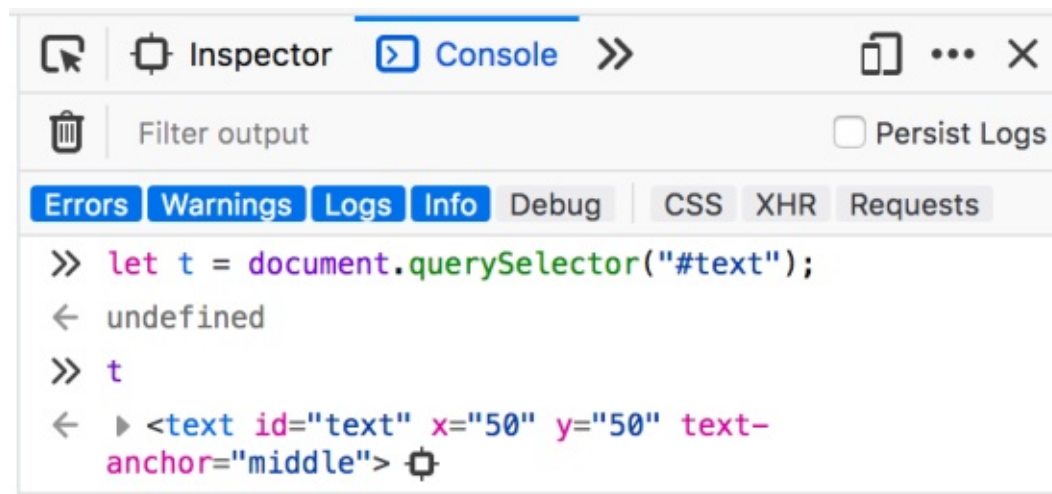 Inspector Console
Filter output Persist Logs
Errors Warnings Logs Info Debug CSS XHR Requests
let t = document.querySelector("#text");
undefined
t
<text id="text" x="50" y="50" text-
anchor="middle">